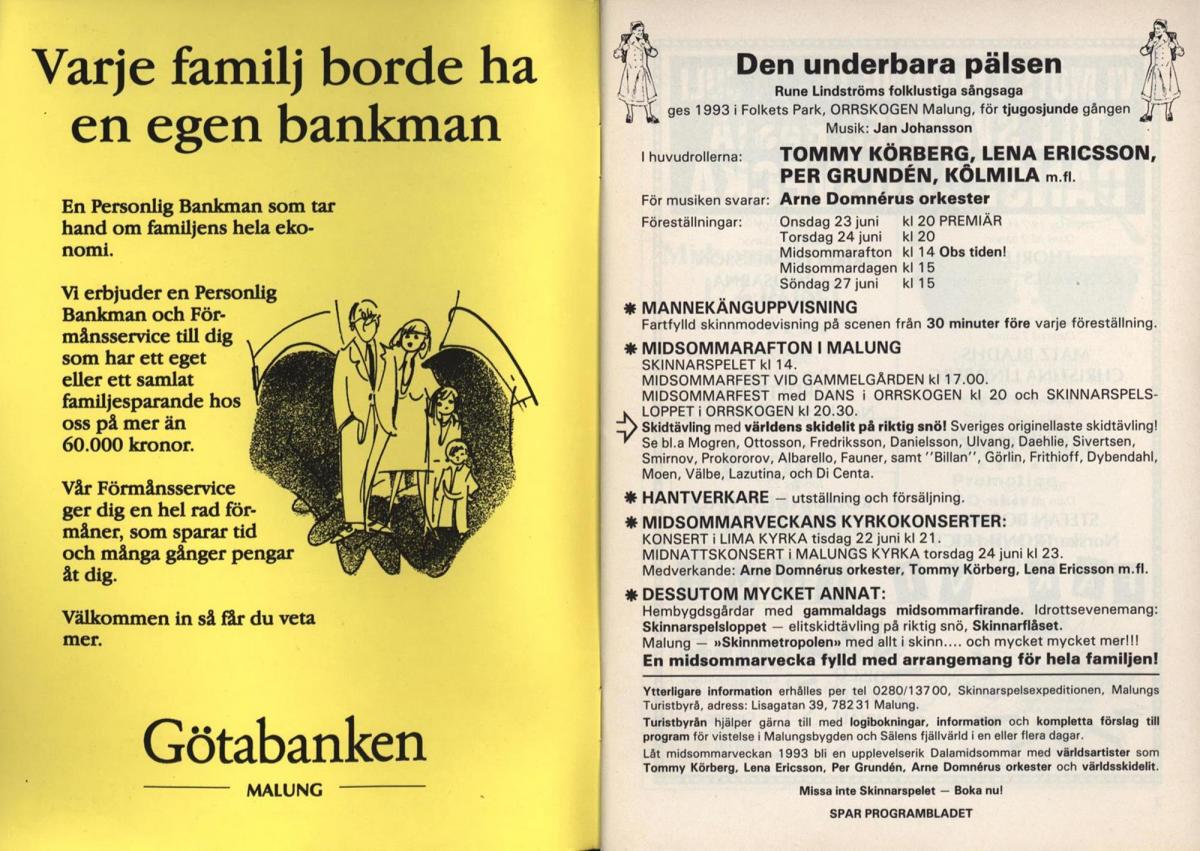 Varje familj borde ha
en egen bankman
En Personlig Bankman som tar
hand om familjens hela eko-
nomi.
Vi erbjuder en Personlig
Bankman och För-
månsservice till dig
som har ett eget
eller ett samlat
familjesparande hos
oss på mer än
60.000 kronor.
Vår Förmånsservice
ger dig en hel rad för-
måner, som sparar tid
och många gånger pengar
åt dig.
Välkommen in så får du veta
mer.
Götabanken
MALUNG
Den underbara pälsen
Rune Lindströms folklustiga sångsaga
ges 1993 i Folkets Park, ORRSKOGEN Malung, för tjugosjunde gången
Musik: Jan Johansson
I huvudrollerna: TOMMY KÖRBERG, LENA ERICSSON,
PER GRUNDÉN, KÔLMILA m.fl.
För musiken svarar: Arne Domnérus orkester
Föreställningar: Onsdag 23 juni kl 20 PREMIÄR
Torsdag 24 juni kl 20
Midsommarafton kl 14 Obs tiden!
Midsommardagen kl 15
Söndag 27 juni kl 15
✱ MANNEKÄNGUPPVISNING
Fartfylld skinnmodevisning på scenen från 30 minuter före varje föreställning.
✱ MIDSOMMARAFTON I MALUNG
SKINNARSPELET kl 14.
MIDSOMMARFEST VID GAMMELGÅRDEN kl 17.00.
MIDSOMMARFEST med DANS i ORRSKOGEN kl 20 och SKINNARSPELS-
LOPPET i ORRSKOGEN kl 20.30.
Skidtävling med världens skidelit på riktig snö! Sveriges originellaste skidtävling!
Se bl.a Mogren, Ottosson, Fredriksson, Danielsson, Ulvang, Daehlie, Sivertsen,
Smirnov, Prokororov, Albarello, Fauner, samt ''Billan'', Görlin, Frithioff, Dybendahl,
Moen, Välbe, Lazutina, och Di Centa.
✱ HANTVERKARE – utställning och försäljning.
✱ MIDSOMMARVECKANS KYRKOKONSERTER:
KONSERT i LIMA KYRKA tisdag 22 juni kl 21.
MIDNATTSKONSERT i MALUNGS KYRKA torsdag 24 juni kl 23.
Medverkande: Arne Domnérus orkester, Tommy Körberg, Lena Ericsson m.fl.
✱ DESSUTOM MYCKET ANNAT:
Hembygdsgårdar med gammaldags midsommarfirande. Idrottsevenemang:
Skinnarspelsloppet – elitskidtävling på riktig snö, Skinnarflåset.
Malung – »Skinnmetropolen» med allt i skinn.... och mycket mycket mer!!!
En midsommarvecka fylld med arrangemang för hela familjen!
Ytterligare information erhålles per tel 0280/137 00, Skinnarspelsexpeditionen, Malungs
Turistbyrå, adress: Lisagatan 39, 782 31 Malung.
Turistbyrån hjälper gärna till med logibokningar, information och kompletta förslag till
program för vistelse i Malungsbygden och Sälens fjällvärld i en eller flera dagar.
Låt midsommarveckan 1993 bli en upplevelserik Dalamidsommar med världsartister som
Tommy Körberg, Lena Ericsson, Per Grundén, Arne Domnérus orkester och världsskidelit.
Missa inte Skinnarspelet – Boka nu!
SPAR PROGRAMBLADET